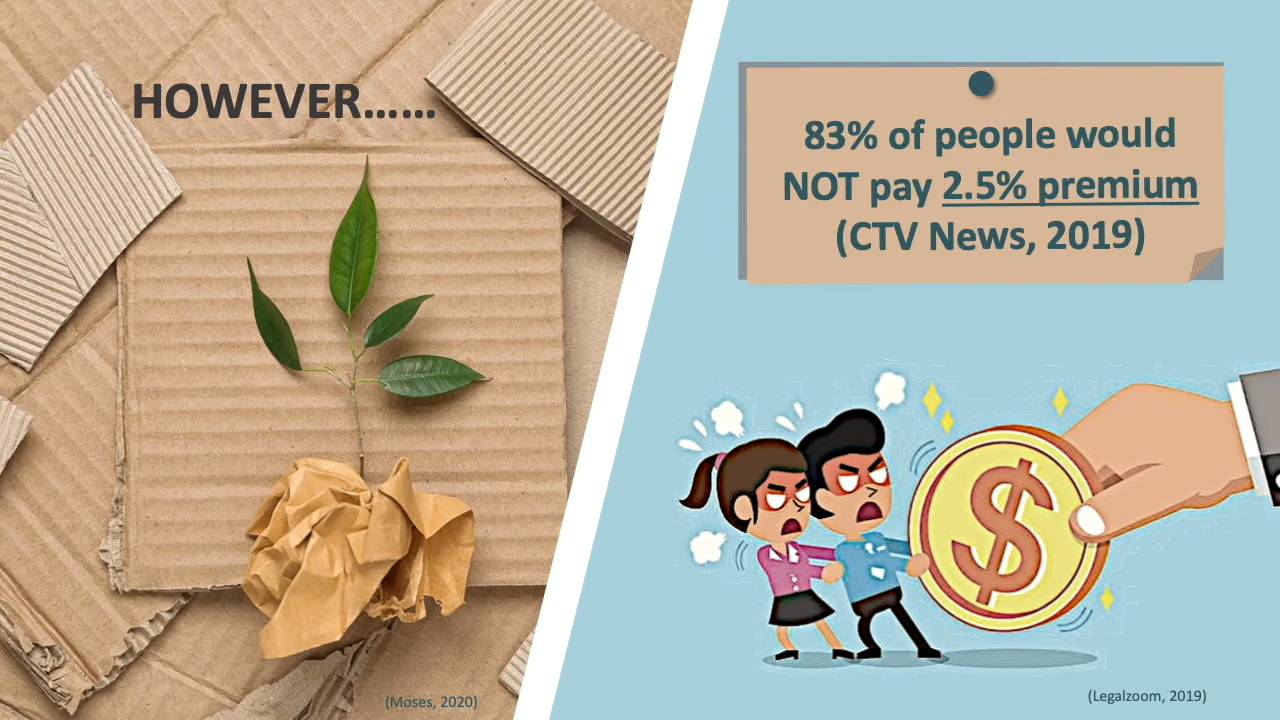 HOWEVER……
83% of people would
NOT pay 2.5% premium
(CTV News, 2019)
$
(Moses, 2020)
(Legalzoom, 2019)